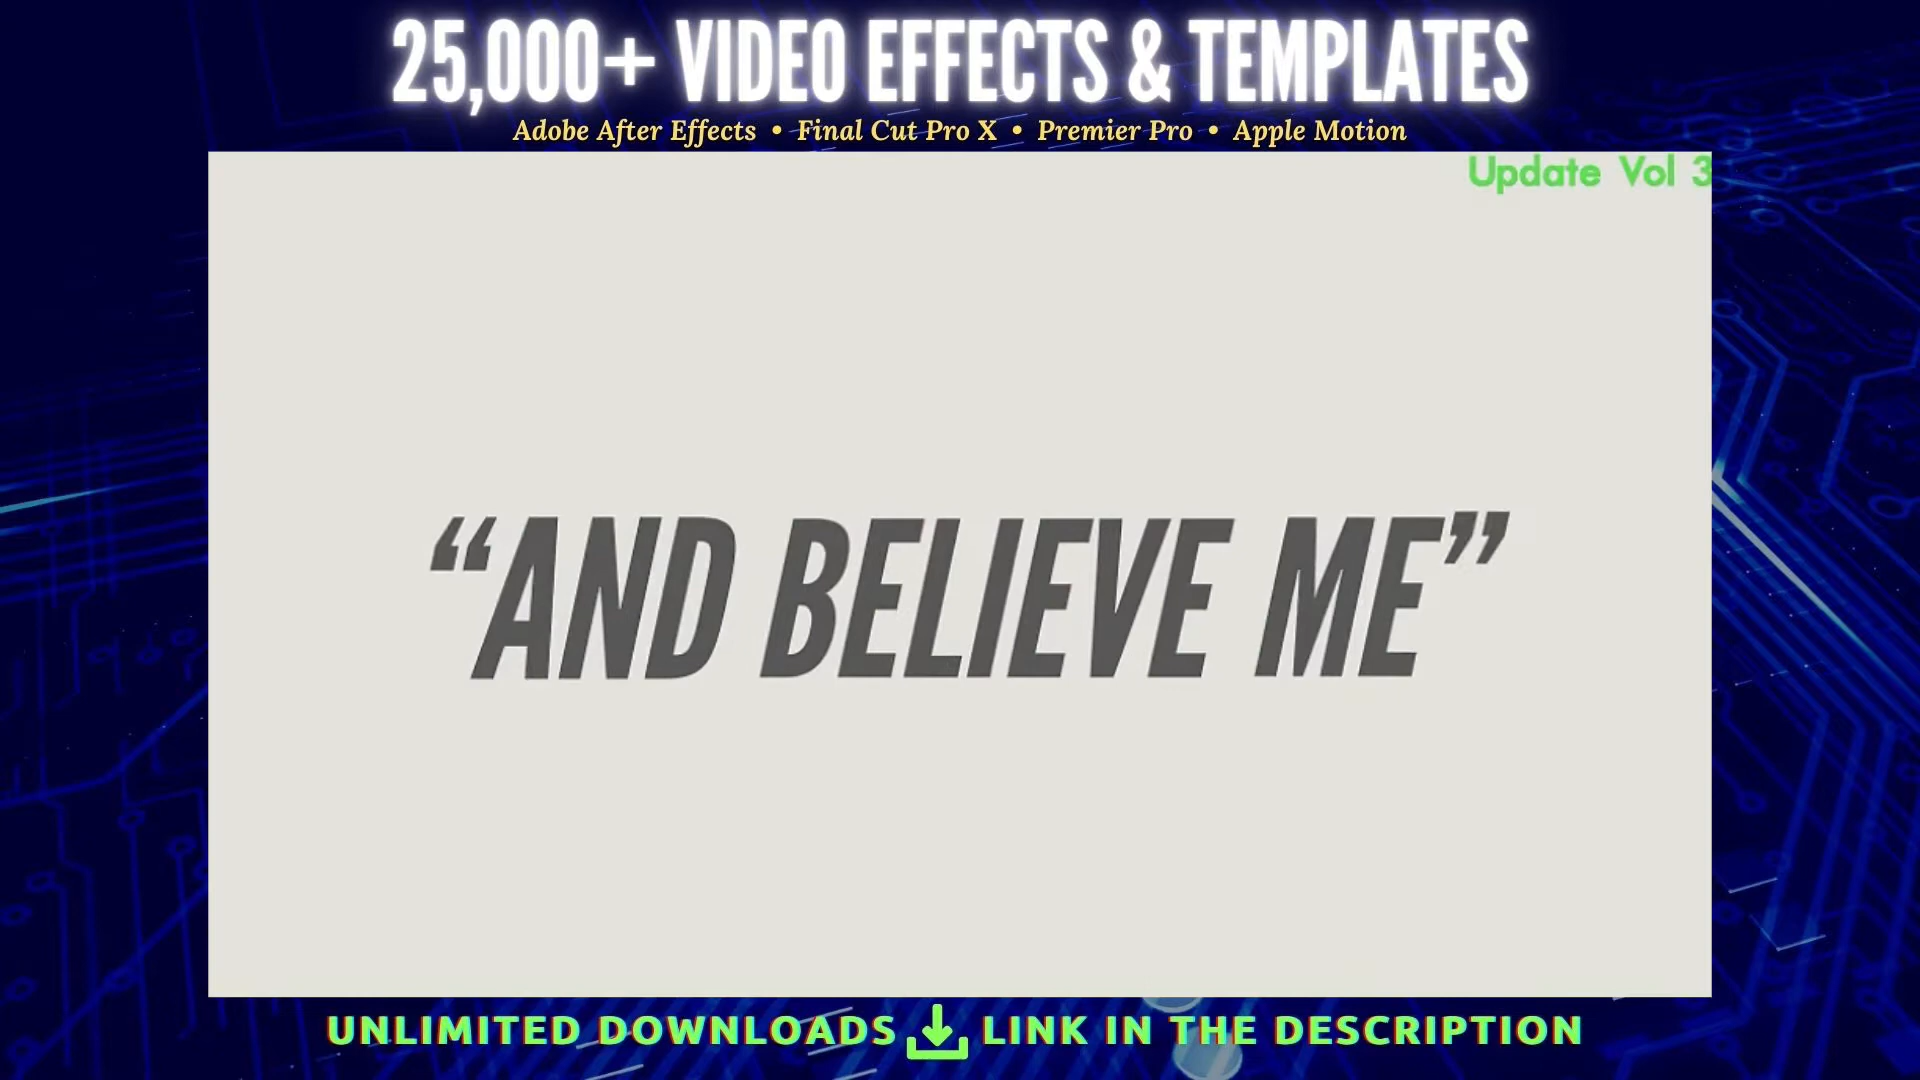 25,000+ VIDEO EFFECTS & TEMPLATES
Adobe After Effects • Final Cut Pro X • Premier Pro • Apple Motion
Update Vol 3
“AND BELIEVE ME”
UNLIMITED DOWNLOADS LINK IN THE DESCRIPTION